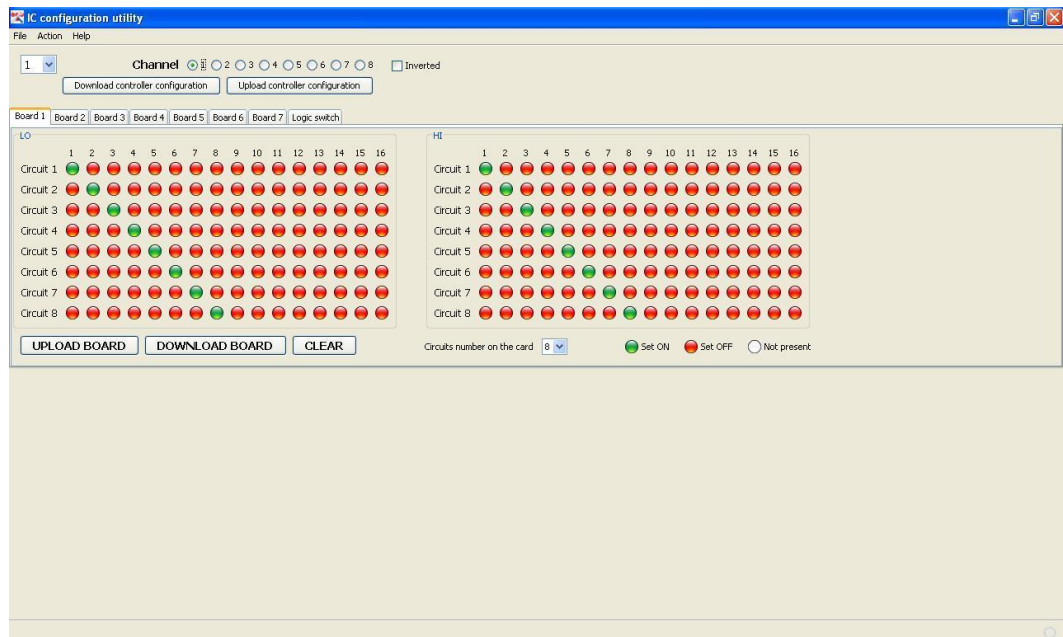 IC configuration utility
File Action Help
1 Channel 1 2 3 4 5 6 7 8 Inverted
Download controller configuration Upload controller configuration
Board 1 Board 2 Board 3 Board 4 Board 5 Board 6 Board 7 Logic switch
LO HI
1 2 3 4 5 6 7 8 9 10 11 12 13 14 15 16 1 2 3 4 5 6 7 8 9 10 11 12 13 14 15 16
Circuit 1 Circuit 1
Circuit 2 Circuit 2
Circuit 3 Circuit 3
Circuit 4 Circuit 4
Circuit 5 Circuit 5
Circuit 6 Circuit 6
Circuit 7 Circuit 7
Circuit 8 Circuit 8
UPLOAD BOARD DOWNLOAD BOARD CLEAR Circuits number on the card 8 Set ON Set OFF Not present